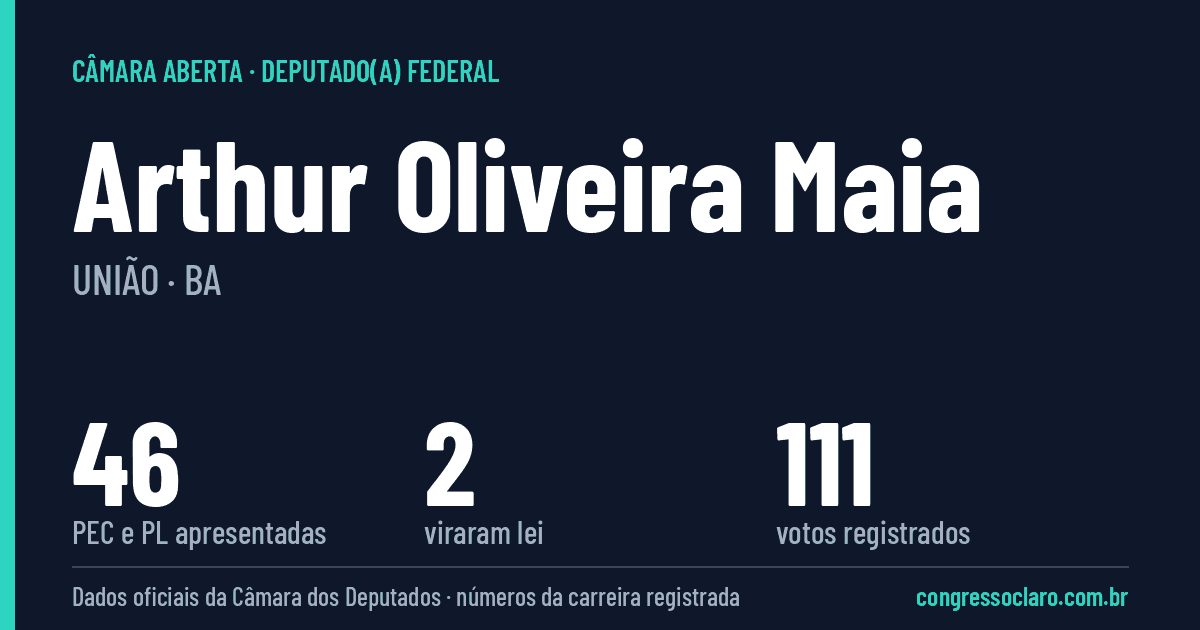 CÂMARA ABERTA · DEPUTADO(A) FEDERAL
Arthur Oliveira Maia
UNIÃO · BA
46 2 111
PEC e PL apresentadas viraram lei votos registrados
Dados oficiais da Câmara dos Deputados · números da carreira registrada congressoclaro.com.br